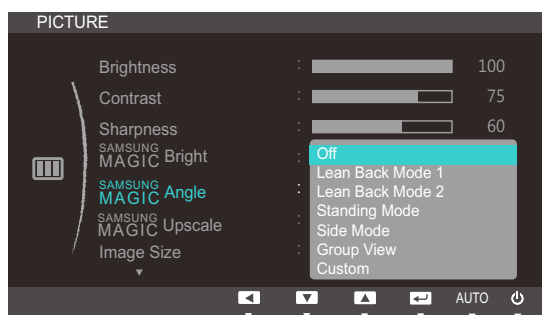 PICTURE
Brightness : 100
Contrast : 75
Sharpness : 60
SAMSUNG MAGIC Bright :
SAMSUNG MAGIC Angle :
SAMSUNG MAGIC Upscale :
Image Size :
Off
Lean Back Mode 1
Lean Back Mode 2
Standing Mode
Side Mode
Group View
Custom
AUTO